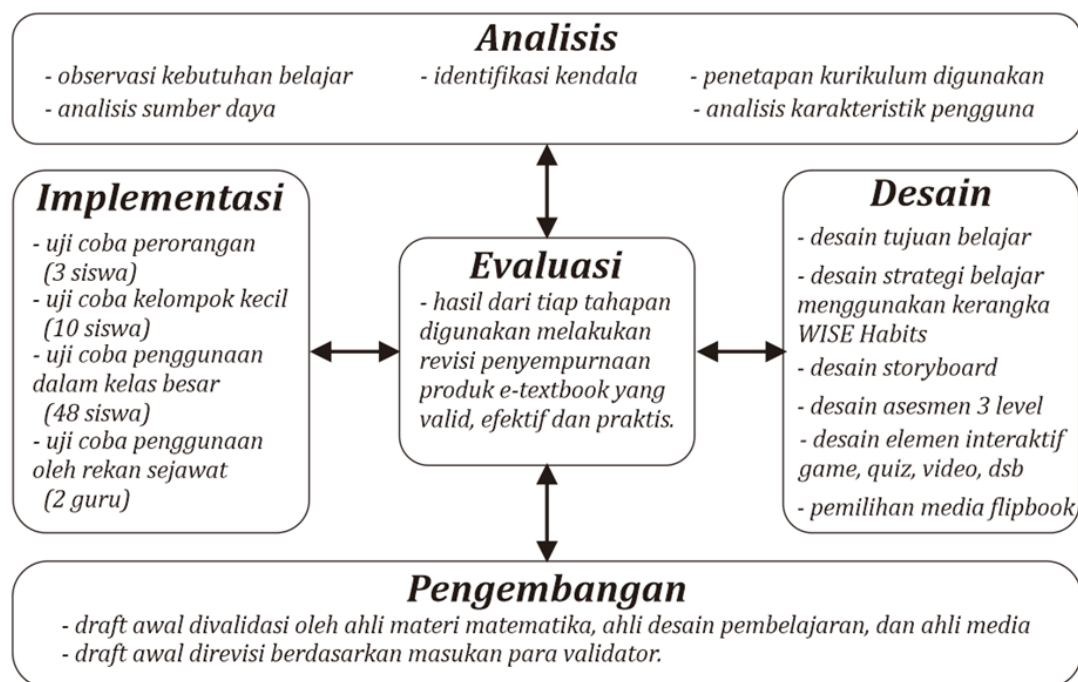 Analisis
- observasi kebutuhan belajar - identifikasi kendala - penetapan kurikulum digunakan
- analisis sumber daya - analisis karakteristik pengguna
Implementasi
- uji coba perorangan
(3 siswa)
- uji coba kelompok kecil
(10 siswa)
- uji coba penggunaan
dalam kelas besar
(48 siswa)
- uji coba penggunaan
oleh rekan sejawat
(2 guru)
Evaluasi
- hasil dari tiap tahapan
digunakan melakukan
revisi penyempurnaan
produk e-textbook yang
valid, efektif dan praktis.
Desain
- desain tujuan belajar
- desain strategi belajar
menggunakan kerangka
WISE Habits
- desain storyboard
- desain asesmen 3 level
- desain elemen interaktif
game, quiz, video, dsb
- pemilihan media flipbook
Pengembangan
- draft awal divalidasi oleh ahli materi matematika, ahli desain pembelajaran, dan ahli media
- draft awal direvisi berdasarkan masukan para validator.